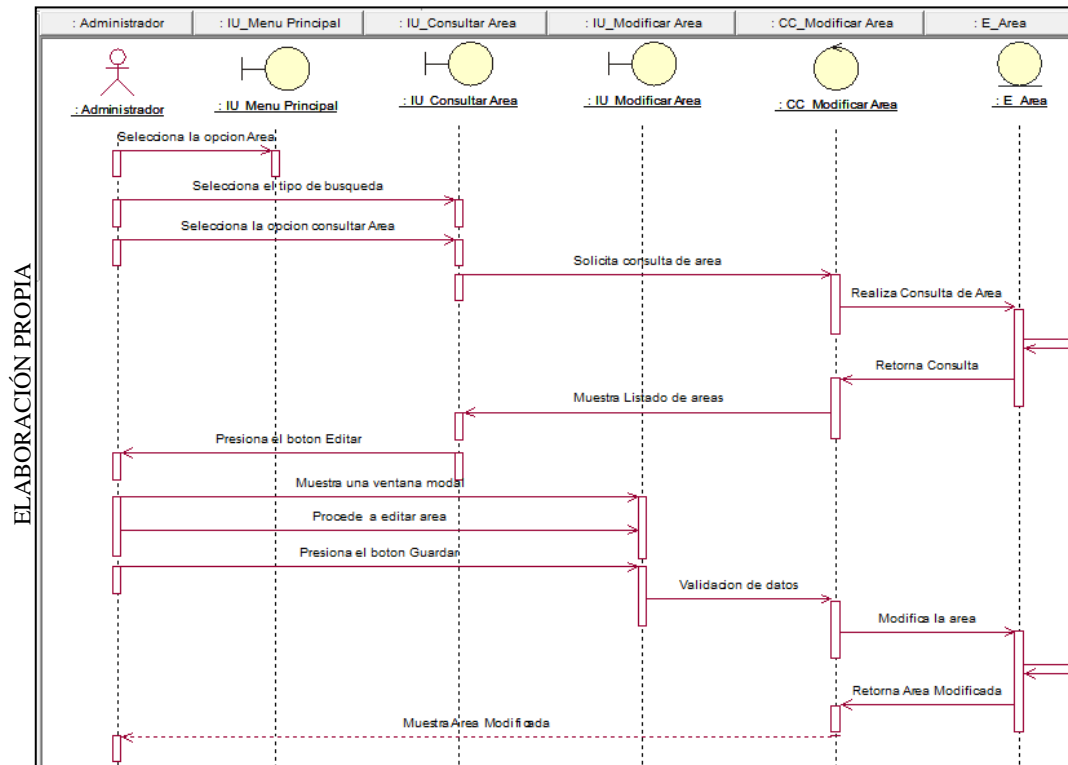 : Administrador
: IU_Menu Principal
: IU_Consultar Area
: IU_Modificar Area
: CC_Modificar Area
: E_Area
: Administrador
: IU_Menu Principal
: IU_Consultar Area
: IU_Modificar Area
: CC_Modificar Area
: E_Area
Selecciona la opcion Area
Selecciona el tipo de busqueda
Selecciona la opcion consultar Area
Solicita consulta de area
Realiza Consulta de Area
Retorna Consulta
Muestra Listado de areas
Presiona el boton Editar
Muestra una ventana modal
Procede a editar area
Presiona el boton Guardar
Validacion de datos
Modifica la area
Retorna Area Modificada
Muestra Area Modificada
ELABORACIÓN PROPIA